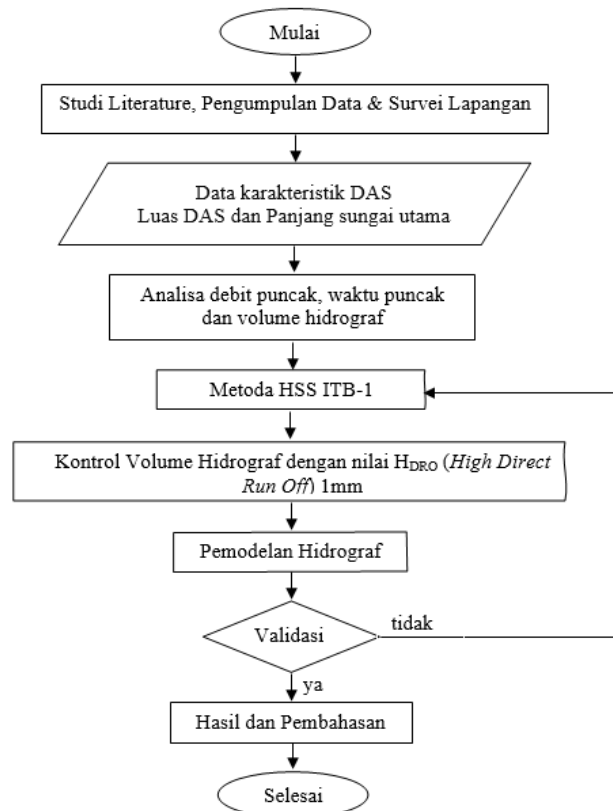 Mulai
Studi Literature, Pengumpulan Data & Survei Lapangan
Data karakteristik DAS
Luas DAS dan Panjang sungai utama
Analisa debit puncak, waktu puncak
dan volume hidrograf
Metoda HSS ITB-1
Kontrol Volume Hidrograf dengan nilai HDRO (High Direct
Run Off) 1mm
Pemodelan Hidrograf
Validasi
tidak
ya
Hasil dan Pembahasan
Selesai